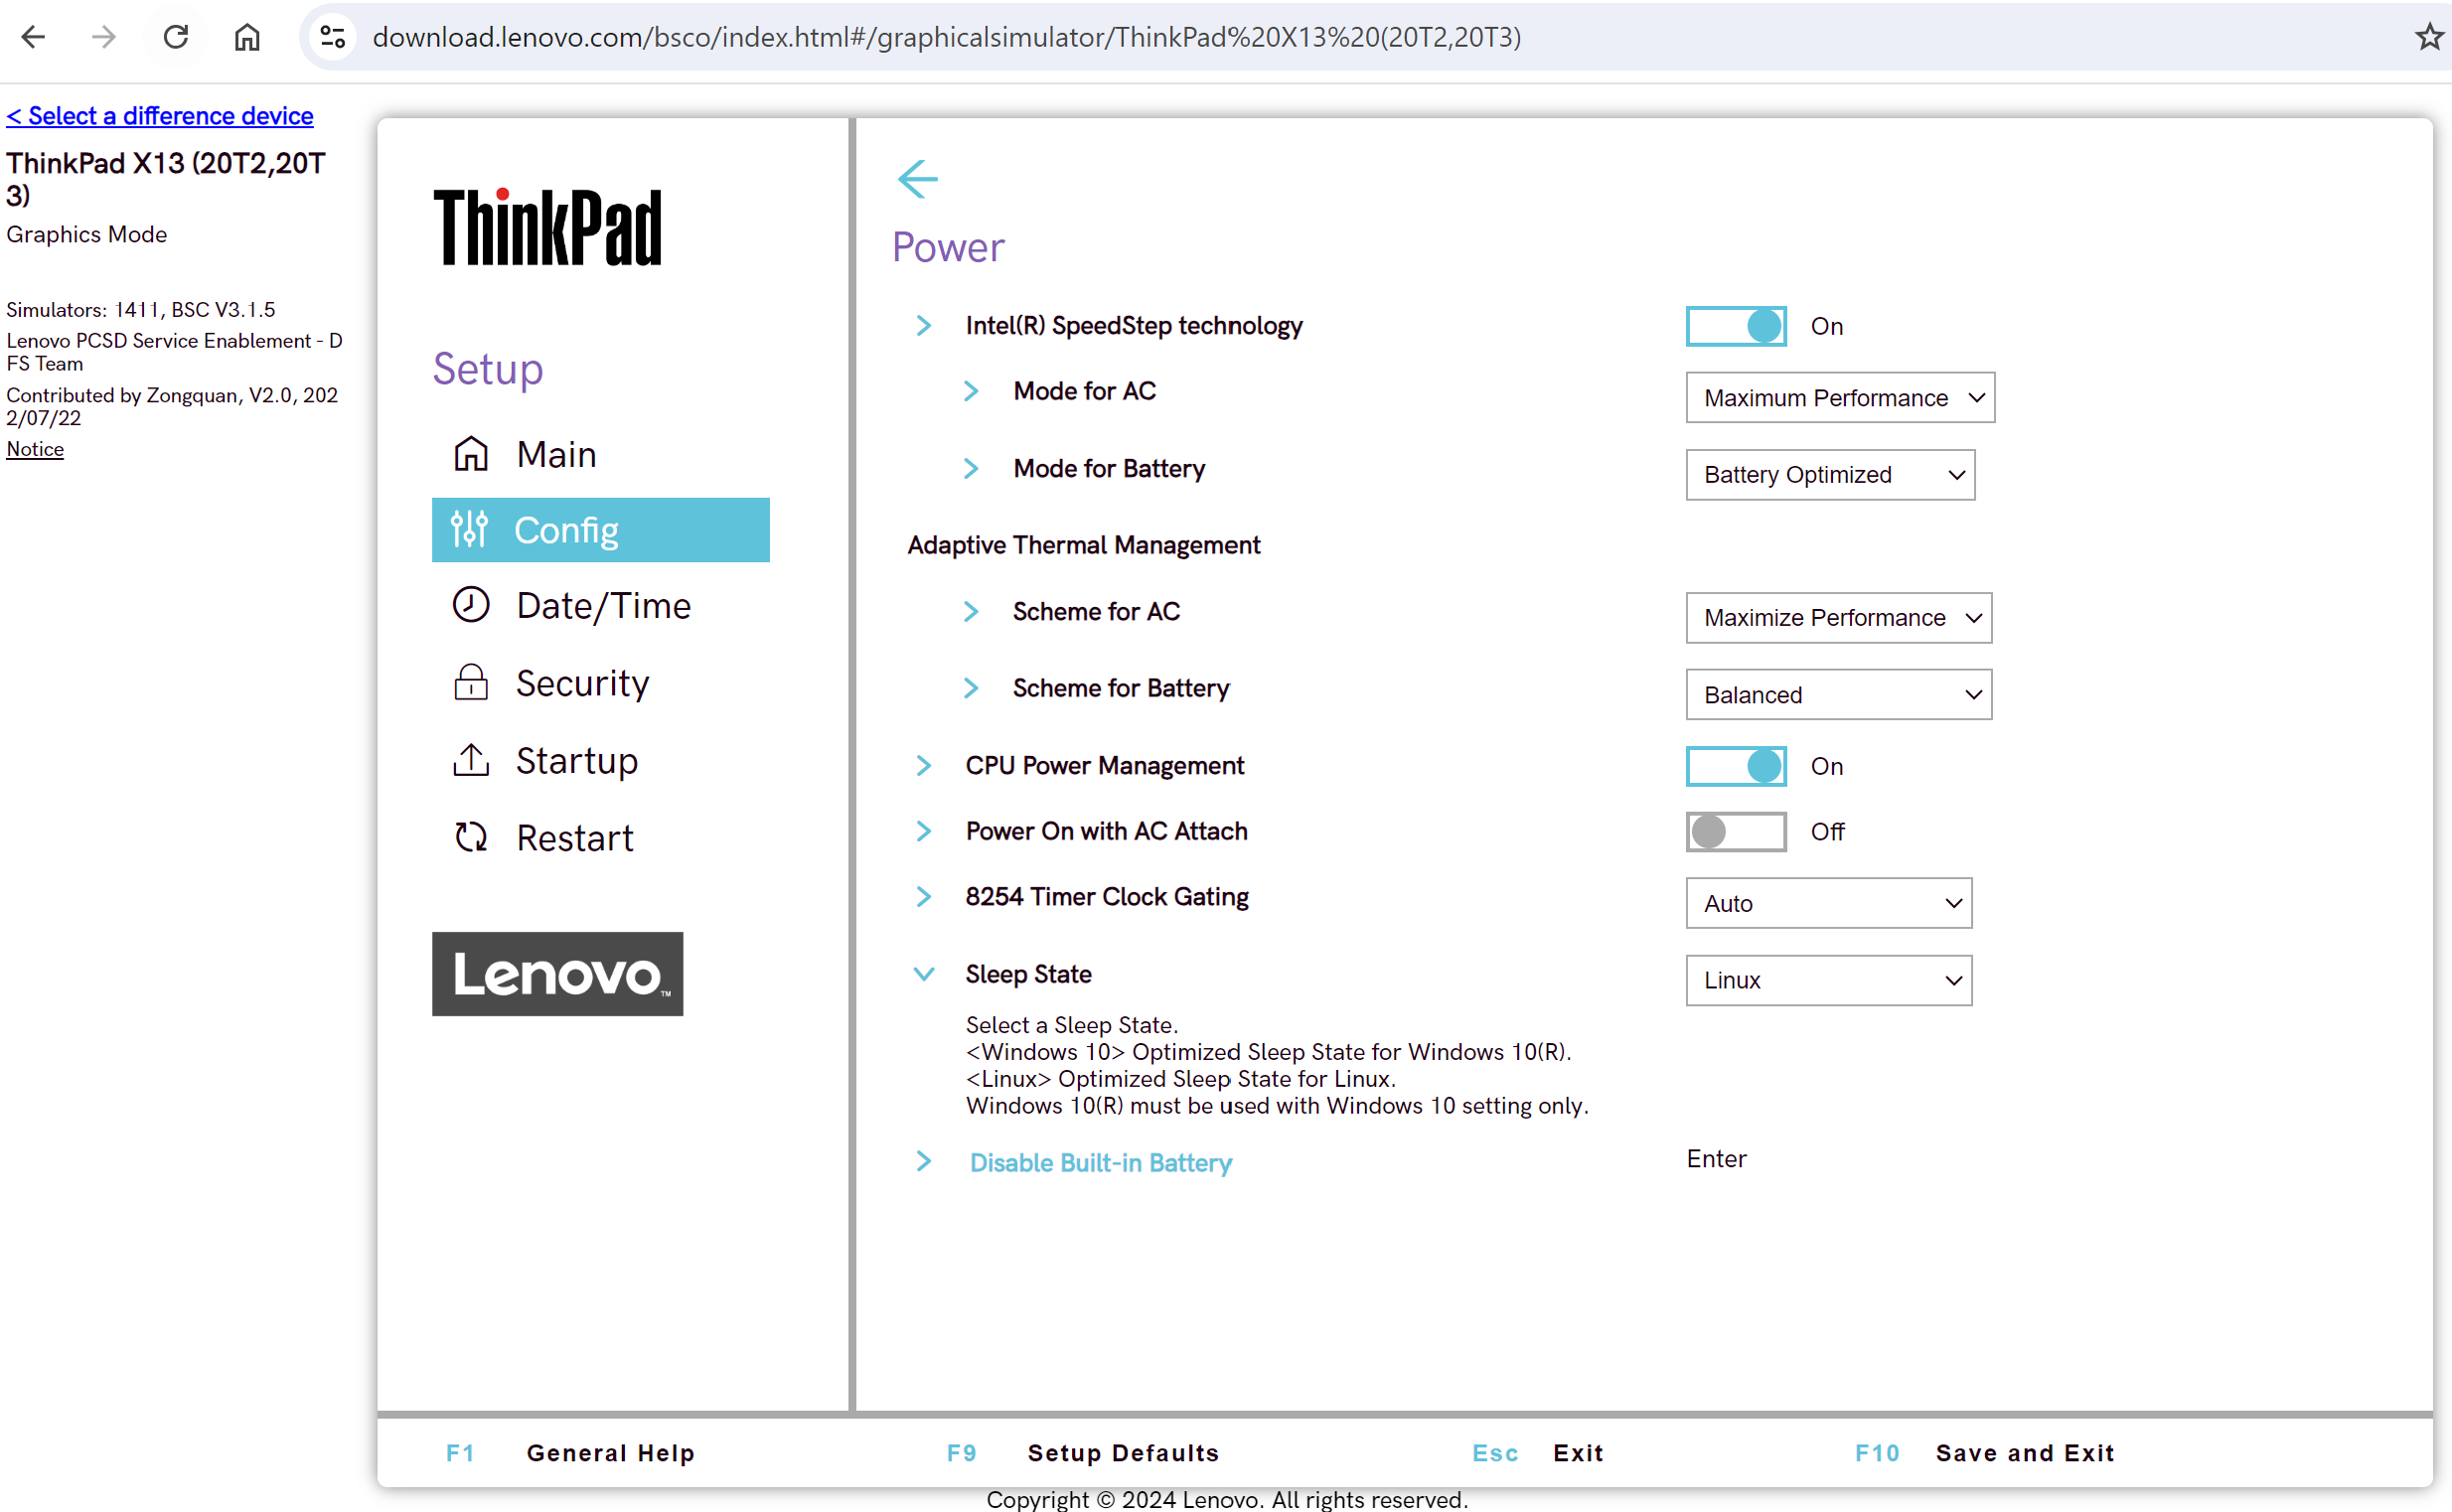 download.lenovo.com/bsco/index.html#/graphicalsimulator/ThinkPad%20X13%20(20T2,20T3)
< Select a difference device
ThinkPad X13 (20T2,20T
3)
Graphics Mode
Simulators: 1411, BSC V3.1.5
Lenovo PCSD Service Enablement - D
FS Team
Contributed by Zongquan, V2.0, 202
2/07/22
Notice
ThinkPad
Setup
Main
Config
Date/Time
Security
Startup
Restart
Lenovo™
Power
Intel(R) SpeedStep technology On
Mode for AC Maximum Performance
Mode for Battery Battery Optimized
Adaptive Thermal Management
Scheme for AC Maximize Performance
Scheme for Battery Balanced
CPU Power Management On
Power On with AC Attach Off
8254 Timer Clock Gating Auto
Sleep State Linux
Select a Sleep State.
<Windows 10> Optimized Sleep State for Windows 10(R).
<Linux> Optimized Sleep State for Linux.
Windows 10(R) must be used with Windows 10 setting only.
Disable Built-in Battery Enter
F1 General Help F9 Setup Defaults Esc Exit F10 Save and Exit
Copyright © 2024 Lenovo. All rights reserved.